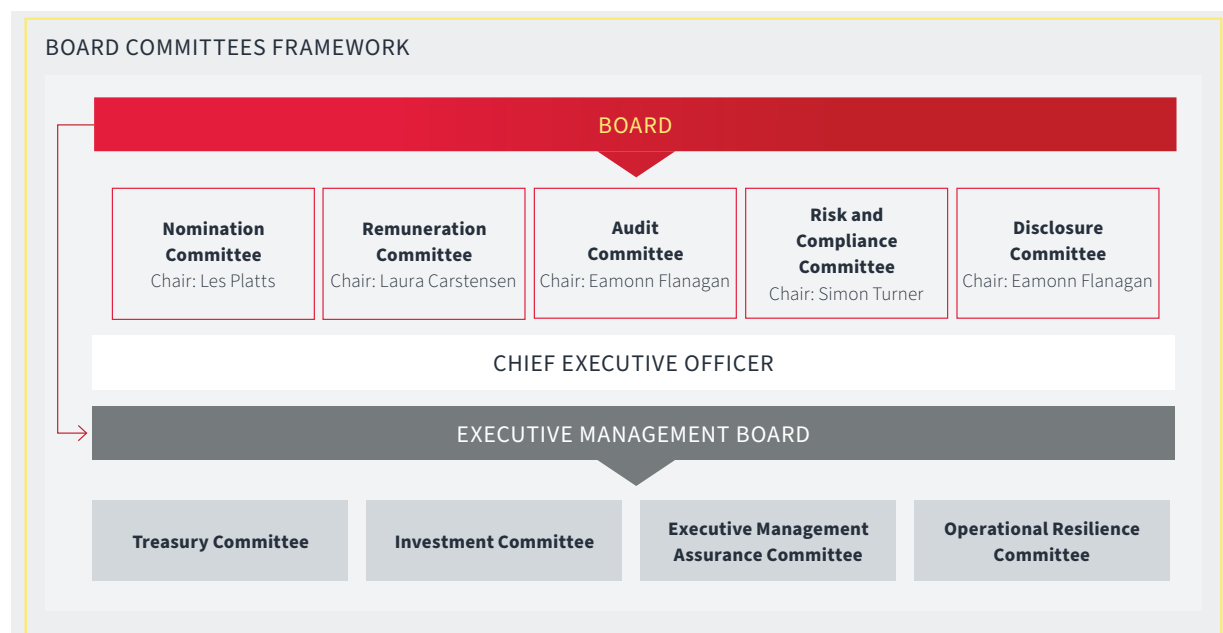 BOARD COMMITTEES FRAMEWORK
BOARD
Nomination
Committee
Chair: Les Platts
Remuneration
Committee
Chair: Laura Carstensen
Audit
Committee
Chair: Eamonn Flanagan
Risk and
Compliance
Committee
Chair: Simon Turner
Disclosure
Committee
Chair: Eamonn Flanagan
CHIEF EXECUTIVE OFFICER
EXECUTIVE MANAGEMENT BOARD
Treasury Committee
Investment Committee
Executive Management
Assurance Committee
Operational Resilience
Committee